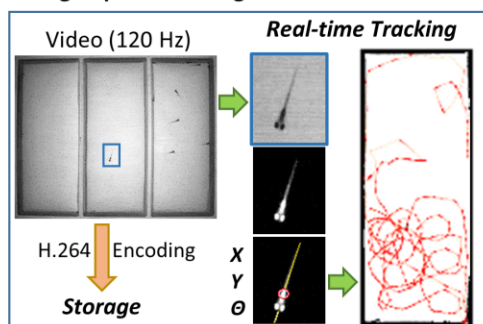 Real-time Tracking
Video (120 Hz)
H.264 Encoding
Storage
X
Y
Θ